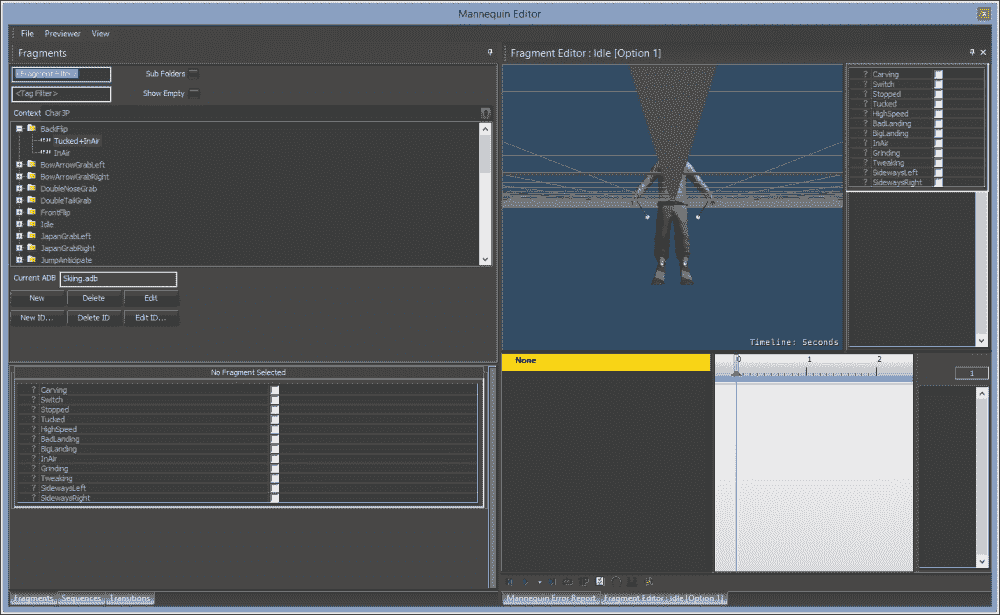 Mannequin Editor
File Previewer View
Fragments
<Fragment Filter>
Sub Folders
<Tag Filter>
Show Empty
Context Char3P
BackFlip
Tucked+InAir
InAir
BowArrowGrabLeft
BowArrowGrabRight
DoubleNoseGrab
DoubleTailGrab
FrontFlip
Idle
JapanGrabLeft
JapanGrabRight
JumpAnticipate
Current ADB Skiing.adb
New Delete Edit
New ID... Delete ID Edit ID...
No Fragment Selected
? Carving
? Switch
? Stopped
? Tucked
? HighSpeed
? BadLanding
? BigLanding
? InAir
? Grinding
? Tweaking
? SidewaysLeft
? SidewaysRight
Fragments Sequences Transitions
Fragment Editor : Idle [Option 1]
? Carving
? Switch
? Stopped
? Tucked
? HighSpeed
? BadLanding
? BigLanding
? InAir
? Grinding
? Tweaking
? SidewaysLeft
? SidewaysRight
Timeline: Seconds
None
0 1 2
1
Mannequin Error Report Fragment Editor : Idle [Option 1]